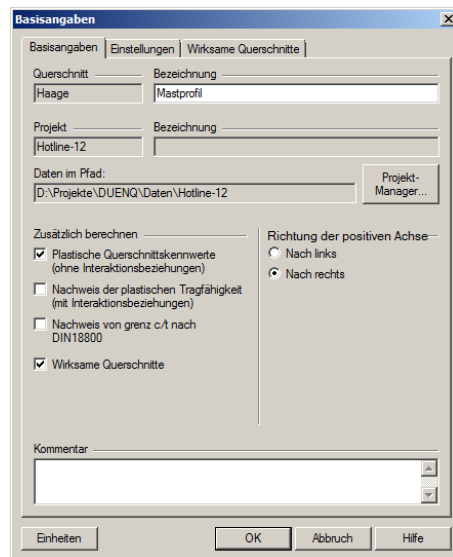 Basisangaben
Basisangaben Einstellungen Wirksame Querschnitte
Querschnitt Bezeichnung
Haage Mastprofil
Projekt Bezeichnung
Hotline-12
Daten im Pfad:
D:\Projekte\DUENQ\Daten\Hotline-12
Projekt-
Manager...
Zusätzlich berechnen
Plastische Querschnittskennwerte
(ohne Interaktionsbeziehungen)
Nachweis der plastischen Tragfähigkeit
(mit Interaktionsbeziehungen)
Nachweis von grenz c/t nach
DIN18800
Wirksame Querschnitte
Richtung der positiven Achse
Nach links
Nach rechts
Kommentar
Einheiten OK Abbruch Hilfe